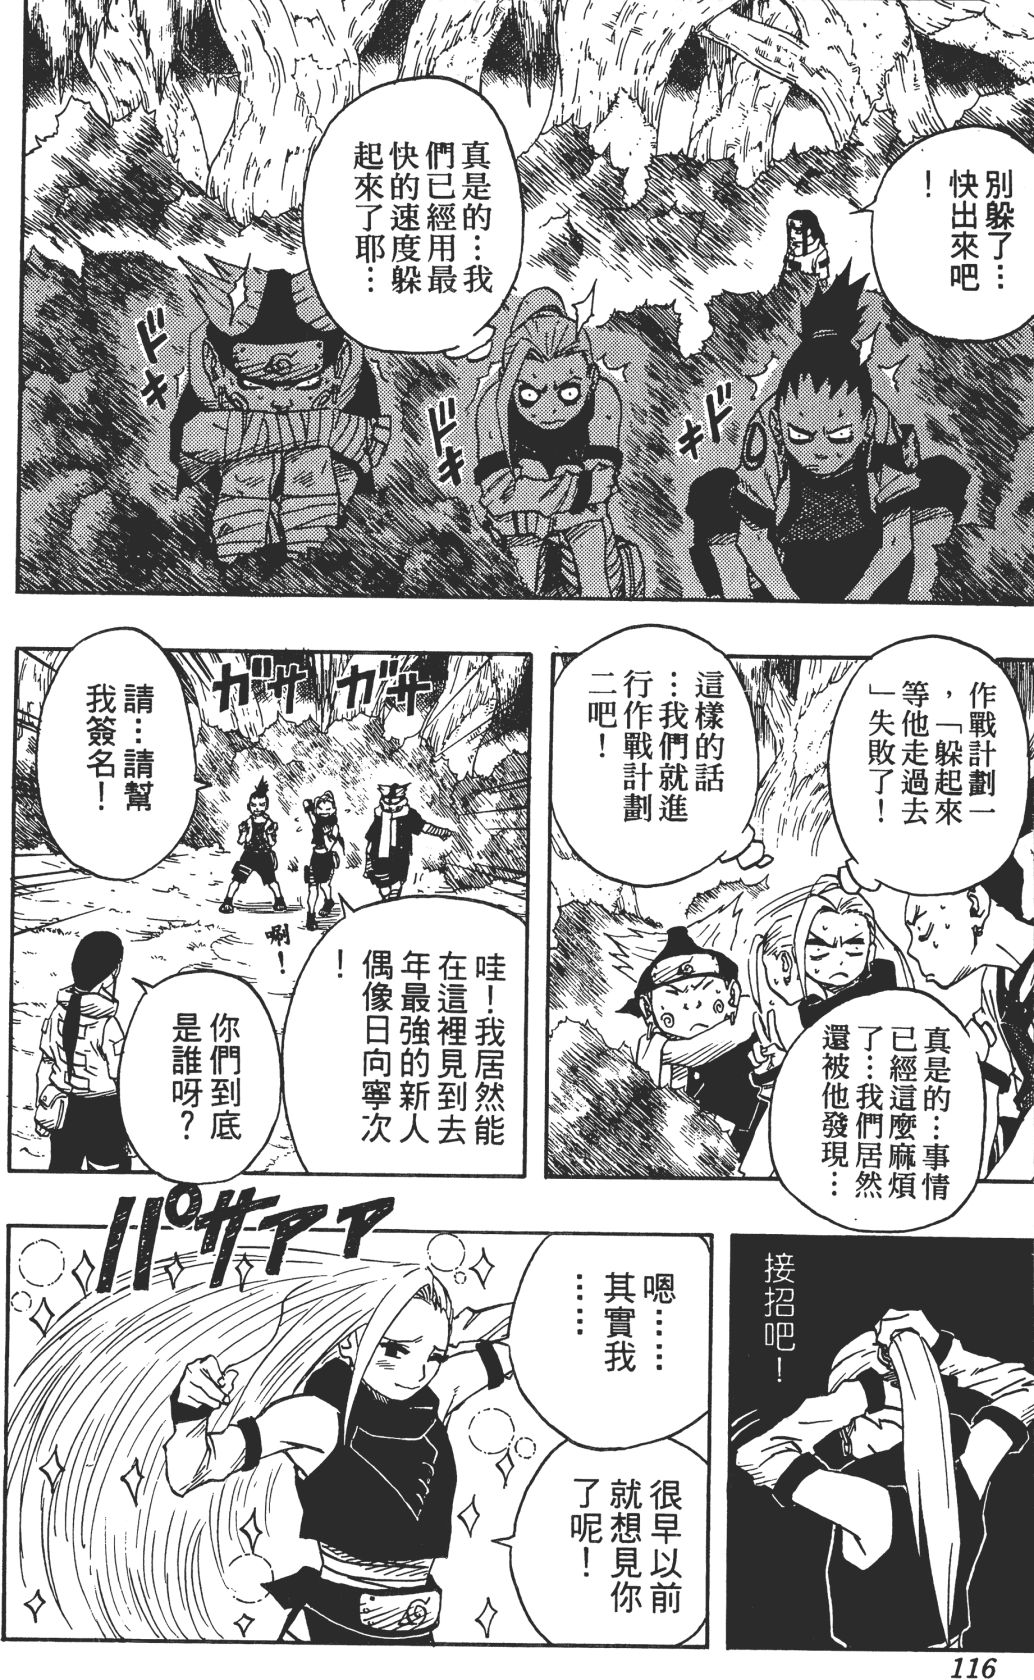 別躲了…
快出來吧
！
真是的…我
們已經用最
快的速度躲
起來了耶…
ドキ
ドキ
ドキ
作戰計劃一
，「躲起來
等他走過去
」失敗了！
這樣的話
…我們就進
行作戰計劃
二吧！
真是的…事情
已經這麼麻煩
了…我們居然
還被他發現…
ガサ
ガサ
唰！
哇！我居然能
在這裡見到去
年最強的新人
偶像日向寧次
！
請…請幫
我簽名！
你們到底
是誰呀？
接招吧！
嗯……
其實我
……
很早以前
就想見你
了呢！
パサァァ
116